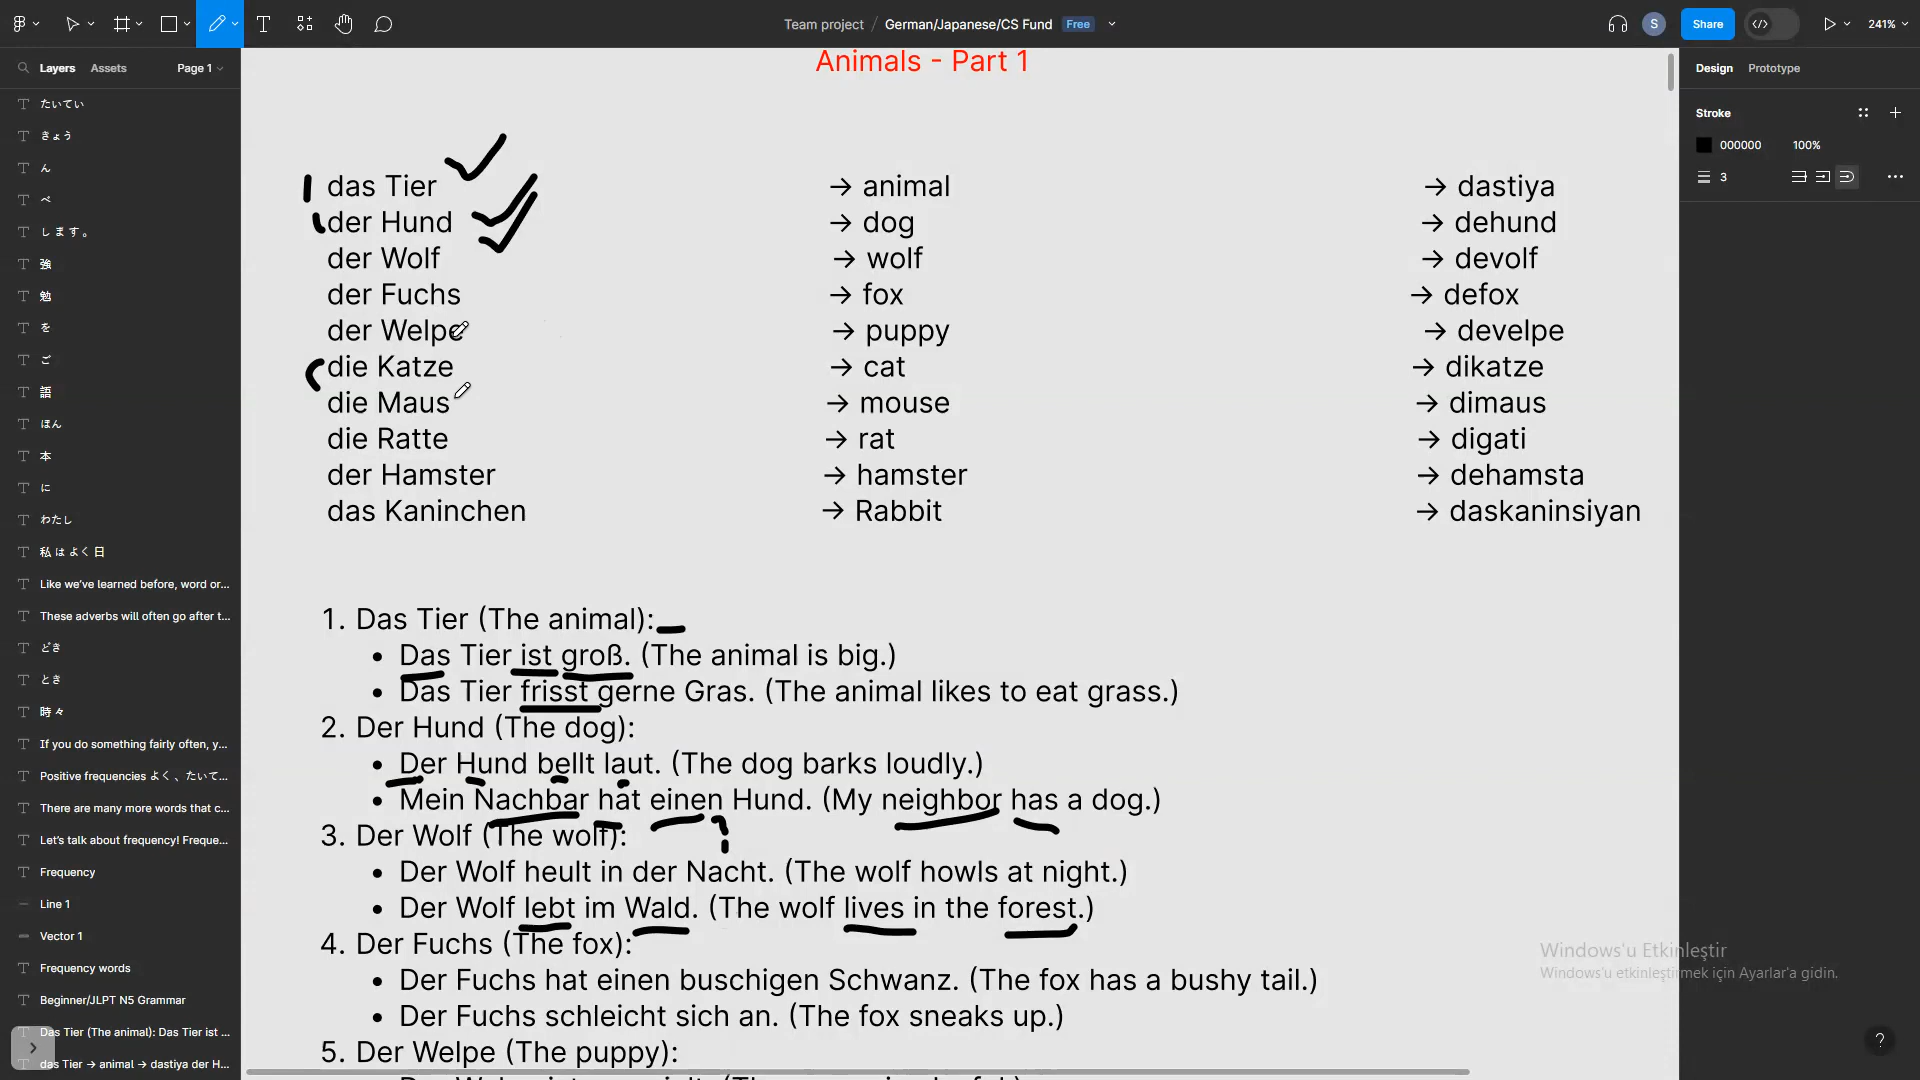 Team project / German/Japanese/CS Fund Free
S Share 241%
Layers Assets Page 1
Design Prototype
Stroke
000000 100%
3
たいてい
きょう
ん
べ
します。
強
勉
を
ご
語
ほん
本
に
わたし
私はよく日
Like we've learned before, word or...
These adverbs will often go after t...
どき
とき
時々
If you do something fairly often, y...
Positive frequencies よく、たいて...
There are many more words that c...
Let's talk about frequency! Freque...
Frequency
Line 1
Vector 1
Frequency words
Beginner/JLPT N5 Grammar
Das Tier (The animal): Das Tier ist ...
das Tier → animal → dastiya der H...
Animals - Part 1
das Tier → animal → dastiya
der Hund → dog → dehund
der Wolf → wolf → devolf
der Fuchs → fox → defox
der Welpe → puppy → develpe
die Katze → cat → dikatze
die Maus → mouse → dimaus
die Ratte → rat → digati
der Hamster → hamster → dehamsta
das Kaninchen → Rabbit → daskaninsiyan
1. Das Tier (The animal):
• Das Tier ist groß. (The animal is big.)
• Das Tier frisst gerne Gras. (The animal likes to eat grass.)
2. Der Hund (The dog):
• Der Hund bellt laut. (The dog barks loudly.)
• Mein Nachbar hat einen Hund. (My neighbor has a dog.)
3. Der Wolf (The wolf):
• Der Wolf heult in der Nacht. (The wolf howls at night.)
• Der Wolf lebt im Wald. (The wolf lives in the forest.)
4. Der Fuchs (The fox):
• Der Fuchs hat einen buschigen Schwanz. (The fox has a bushy tail.)
• Der Fuchs schleicht sich an. (The fox sneaks up.)
5. Der Welpe (The puppy):
Windows'u Etkinleştir
Windows'u etkinleştirmek için Ayarlar'a gidin.
?